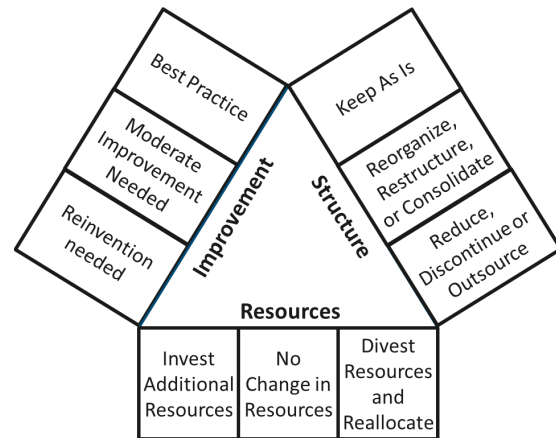 Best Practice
Moderate
Improvement
Needed
Reinvention
needed
Improvement
Keep As Is
Reorganize,
Restructure,
or Consolidate
Reduce,
Discontinue or
Outsource
Structure
Resources
Invest
Additional
Resources
No
Change in
Resources
Divest
Resources
and
Reallocate